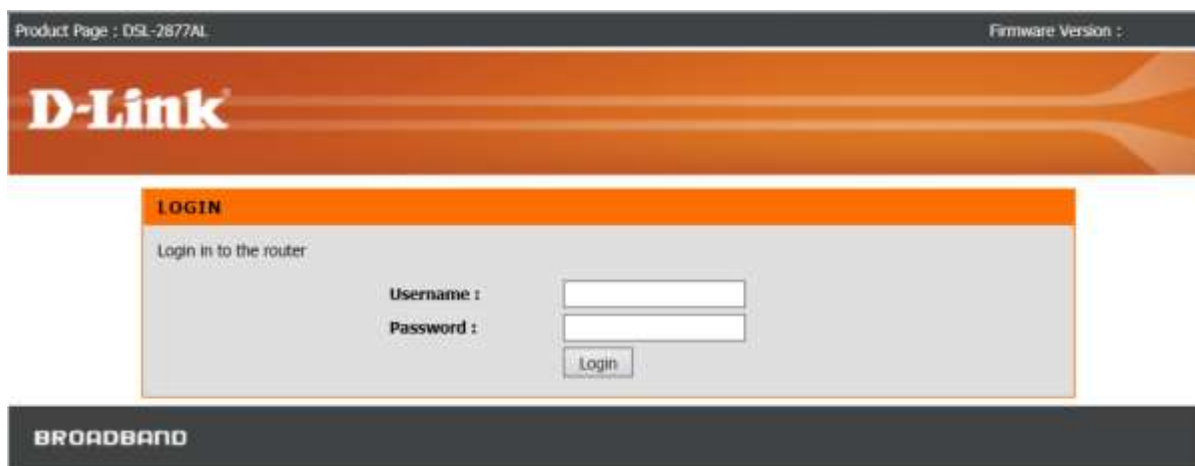 Product Page : DSL-2877AL Firmware Version :
D-Link
LOGIN
Login in to the router
Username :
Password :
Login
BROADBAND